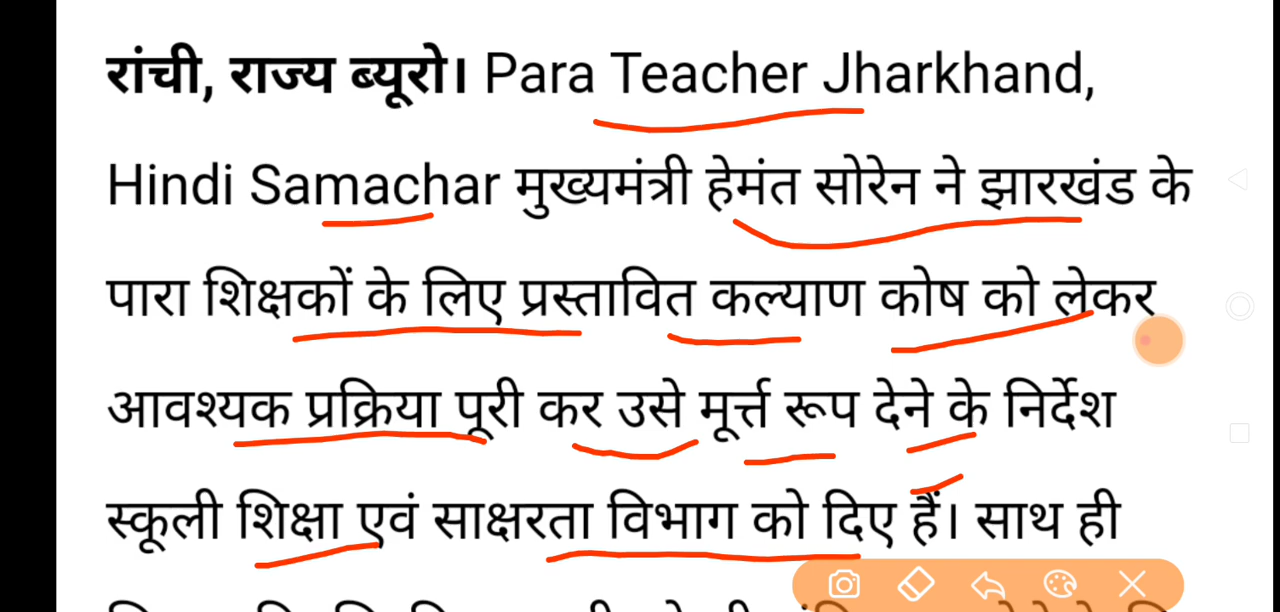 रांची, राज्य ब्यूरो। Para Teacher Jharkhand,
Hindi Samachar मुख्यमंत्री हेमंत सोरेन ने झारखंड के
पारा शिक्षकों के लिए प्रस्तावित कल्याण कोष को लेकर
आवश्यक प्रक्रिया पूरी कर उसे मूर्त्त रूप देने के निर्देश
स्कूली शिक्षा एवं साक्षरता विभाग को दिए हैं। साथ ही